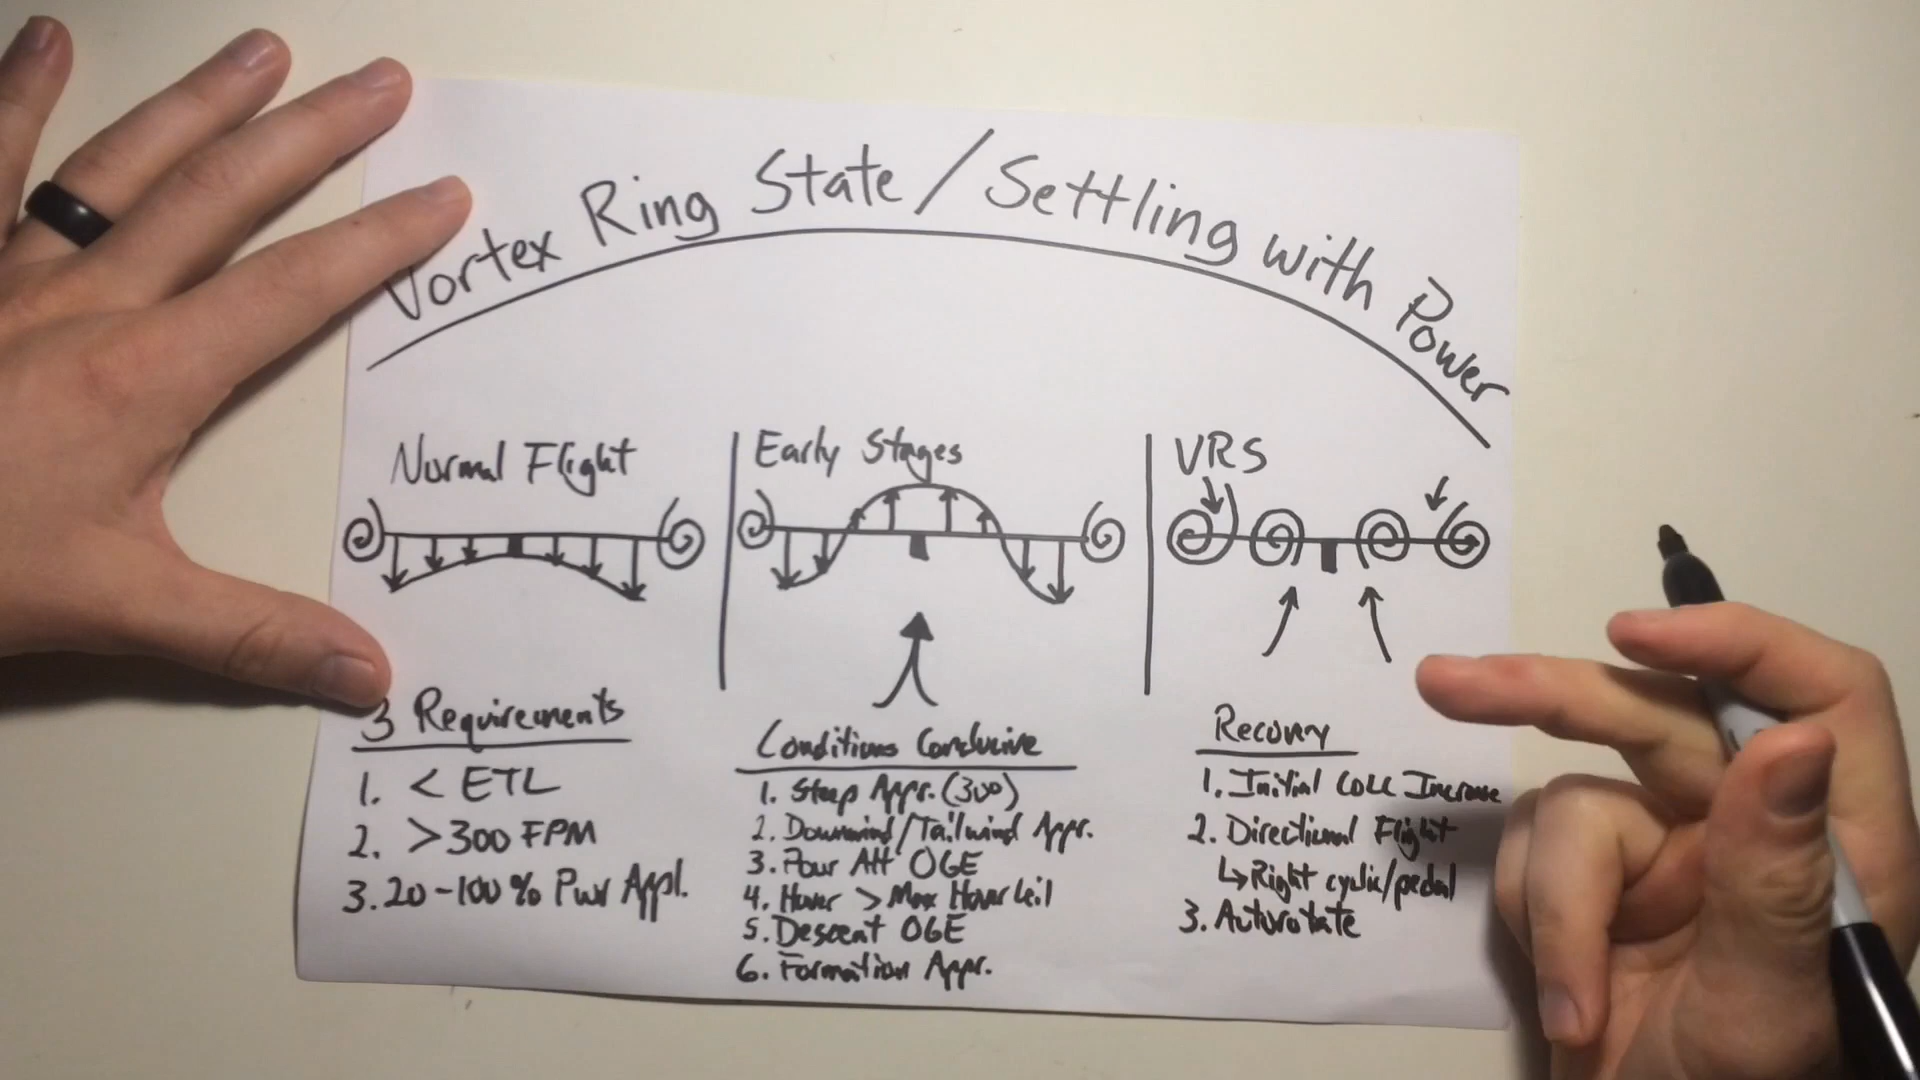 Vortex Ring State / Settling with Power
Normal Flight
Early Stages
VRS
3 Requirements
1. < ETL
2. >300 FPM
3. 20-100% Pwr Appl.
Conditions Conducive
1. Steep Appr. (300)
2. Downwind/Tailwind Appr.
3. Pour Att OGE
4. Hover > Max Hover Ceil
5. Descent OGE
6. Formation Appr.
Recovry
1. Initial Coll Increase
2. Directional Flight
↳ Right cyclic/pedal
3. Autorotate